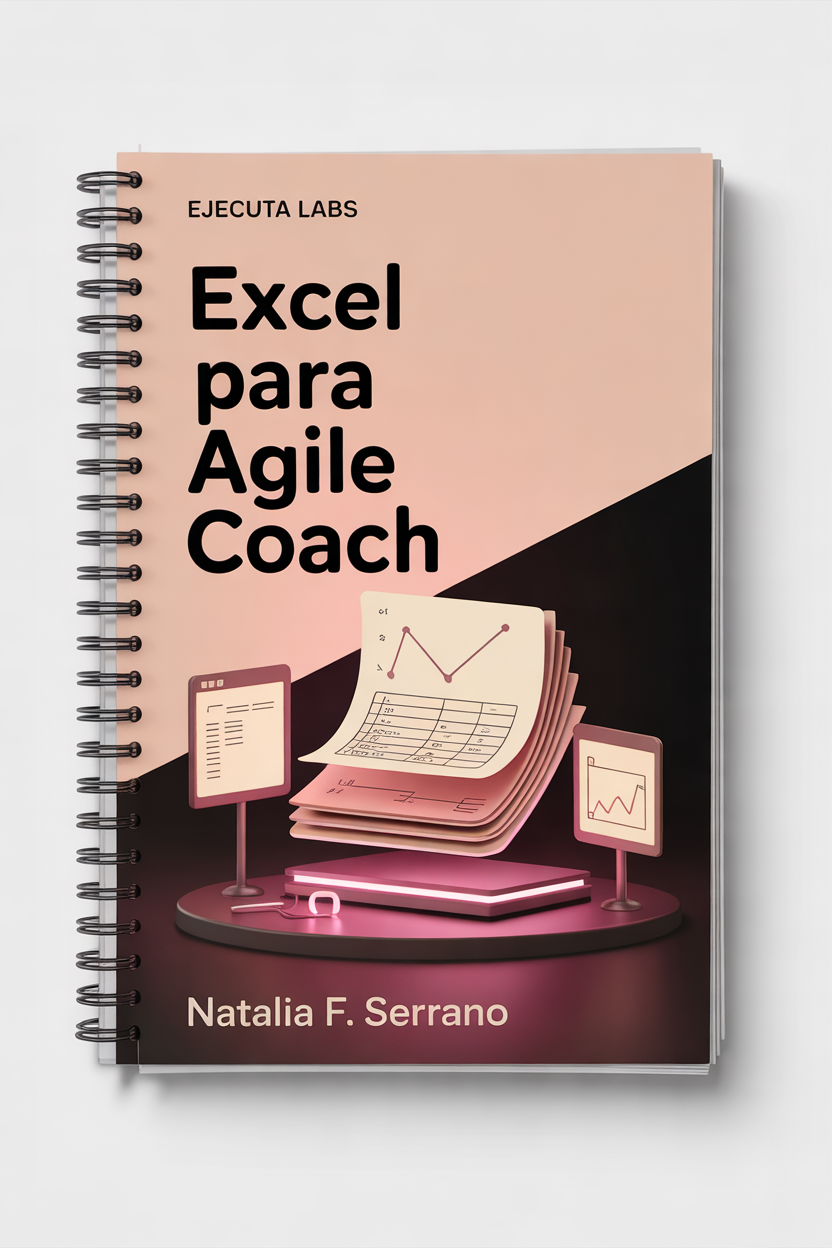 EJECUTA LABS
Excel
para
Agile
Coach
Natalia F. Serrano